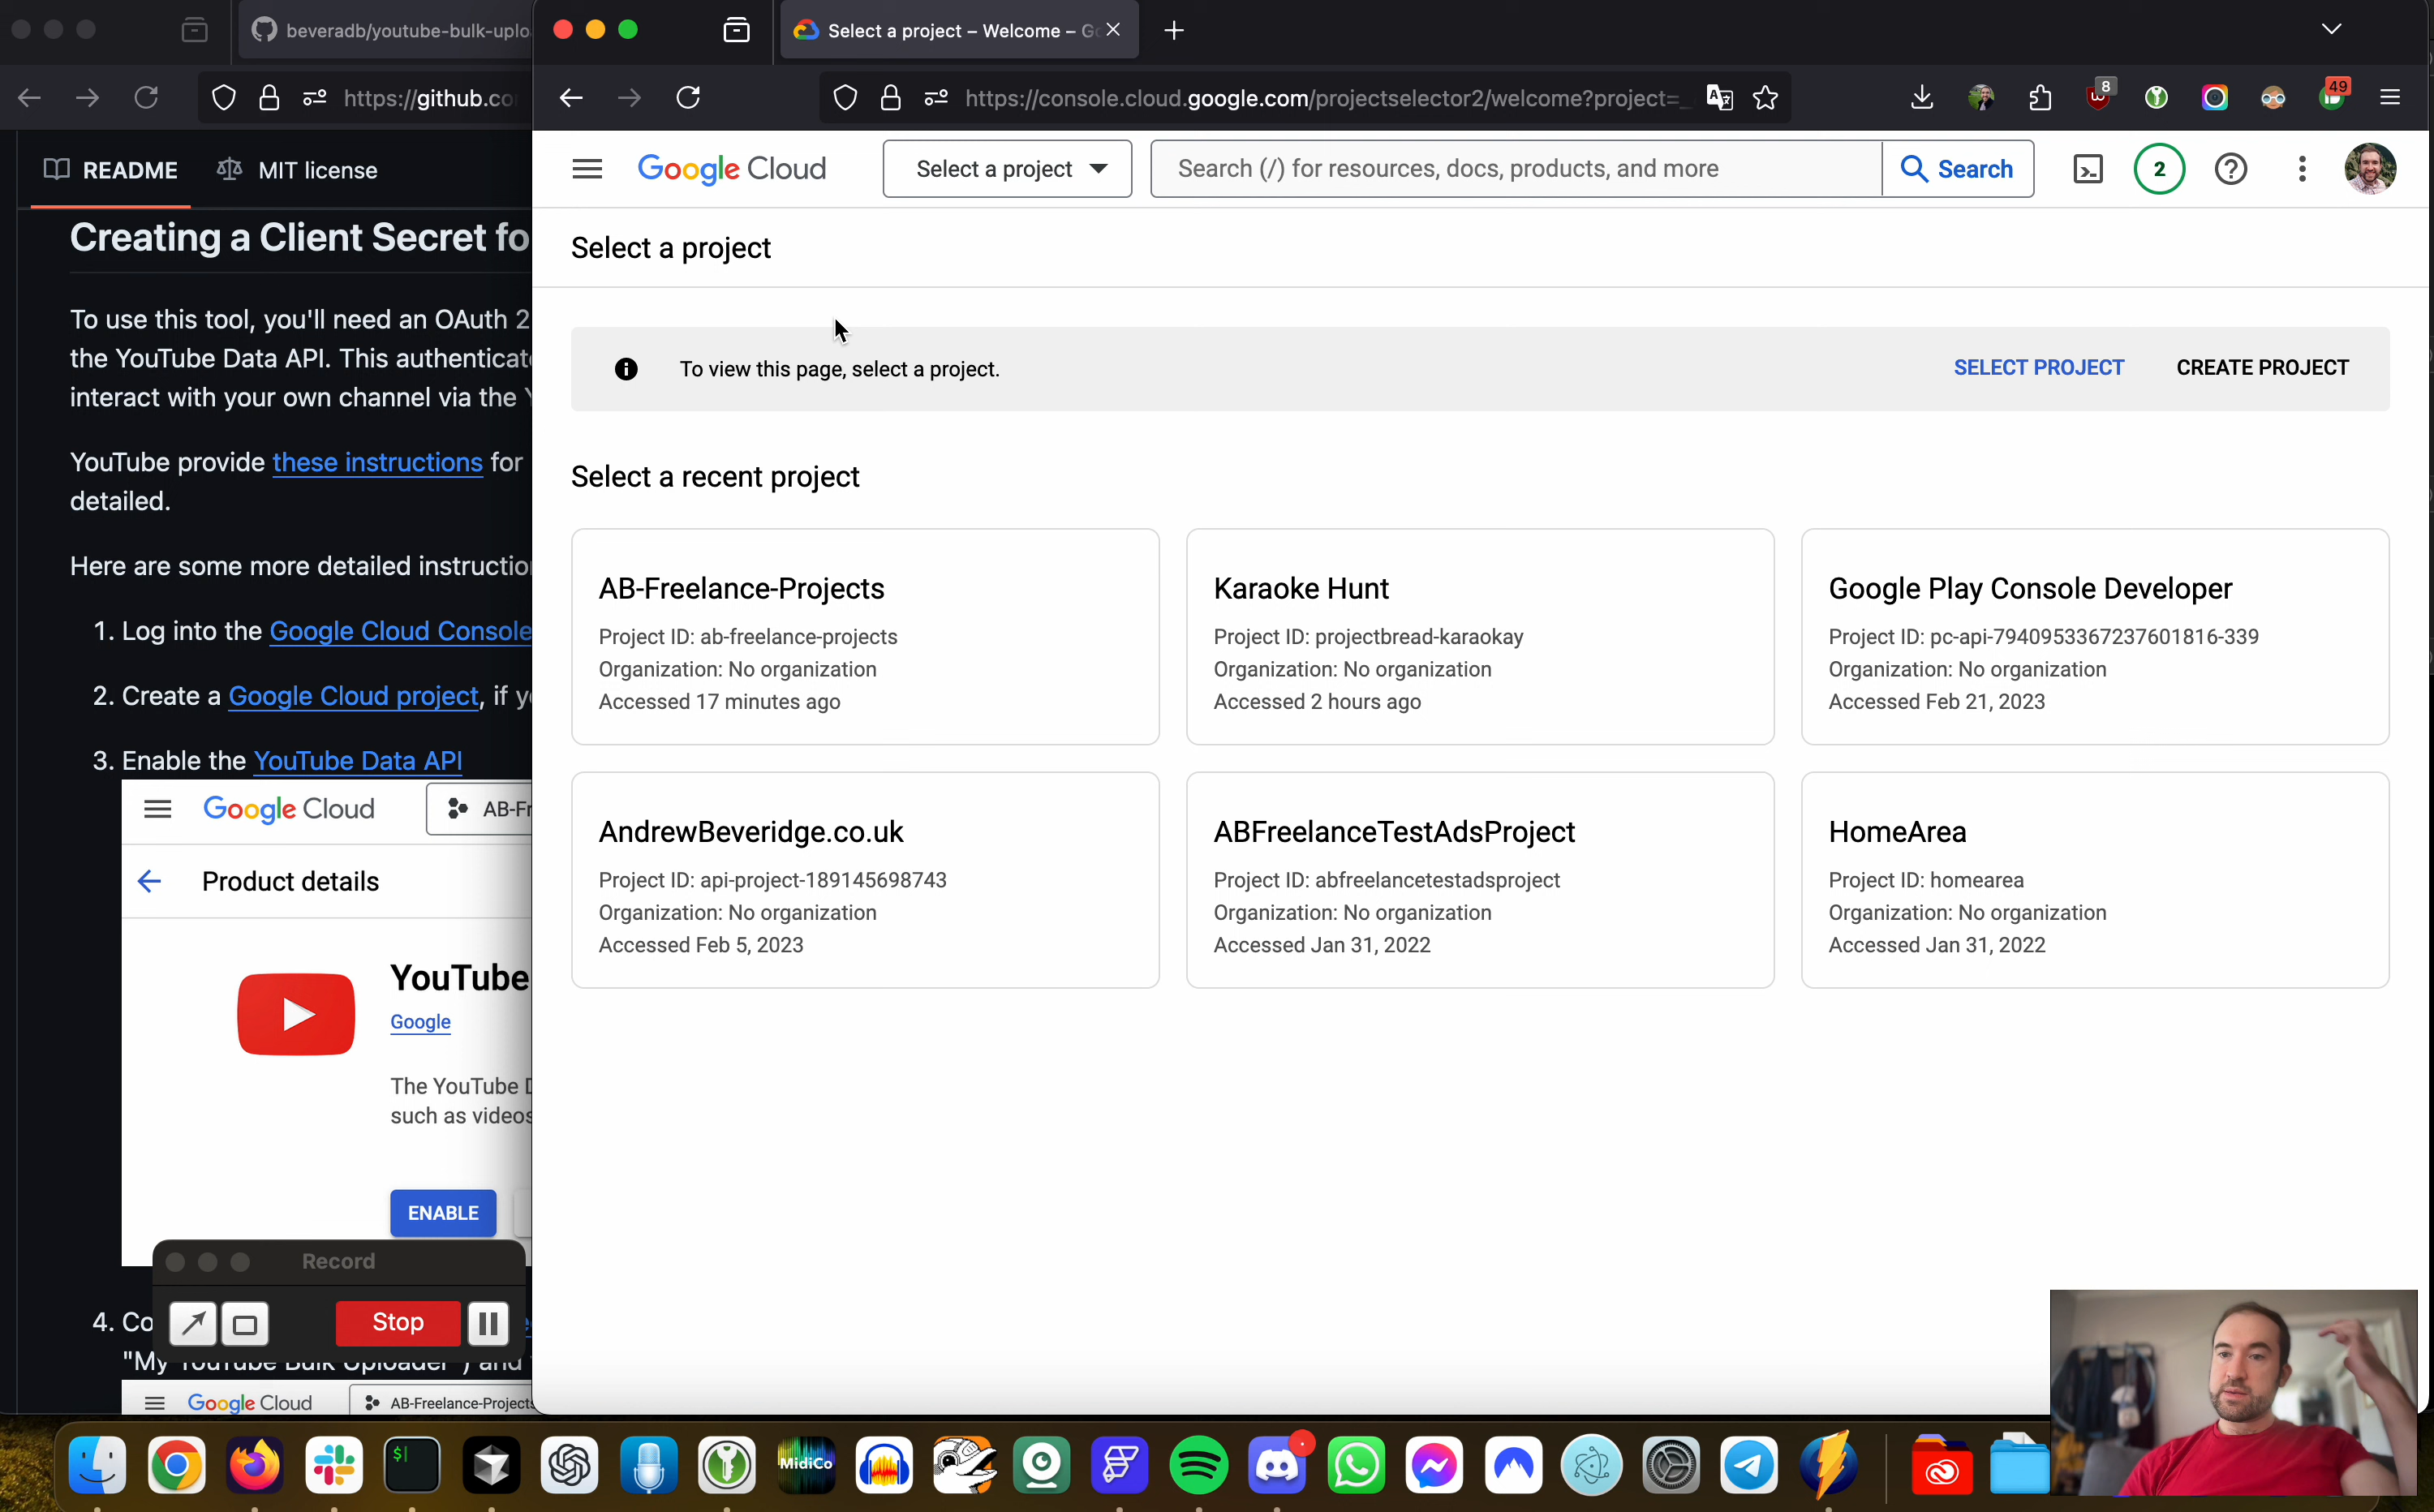 beveradb/youtube-bulk-uplo
https://github.co
README
MIT license
Creating a Client Secret fo
To use this tool, you'll need an OAuth 2
the YouTube Data API. This authenticat
interact with your own channel via the
YouTube provide these instructions for
detailed.
Here are some more detailed instructio
1. Log into the Google Cloud Console
2. Create a Google Cloud project, if y
3. Enable the YouTube Data API
Google Cloud
AB-Fr
Product details
YouTube
Google
The YouTube D
such as videos
ENABLE
Record
Stop
4. Co
"My YouTube Bulk Uploader") and
Google Cloud
AB-Freelance-Projects
Select a project – Welcome – Go
https://console.cloud.google.com/projectselector2/welcome?project=
8
49
Google Cloud
Select a project
Search (/) for resources, docs, products, and more
Search
2
Select a project
To view this page, select a project.
SELECT PROJECT
CREATE PROJECT
Select a recent project
AB-Freelance-Projects
Project ID: ab-freelance-projects
Organization: No organization
Accessed 17 minutes ago
Karaoke Hunt
Project ID: projectbread-karaokay
Organization: No organization
Accessed 2 hours ago
Google Play Console Developer
Project ID: pc-api-7940953367237601816-339
Organization: No organization
Accessed Feb 21, 2023
AndrewBeveridge.co.uk
Project ID: api-project-189145698743
Organization: No organization
Accessed Feb 5, 2023
ABFreelanceTestAdsProject
Project ID: abfreelancetestadsproject
Organization: No organization
Accessed Jan 31, 2022
HomeArea
Project ID: homearea
Organization: No organization
Accessed Jan 31, 2022
$
MidiCo